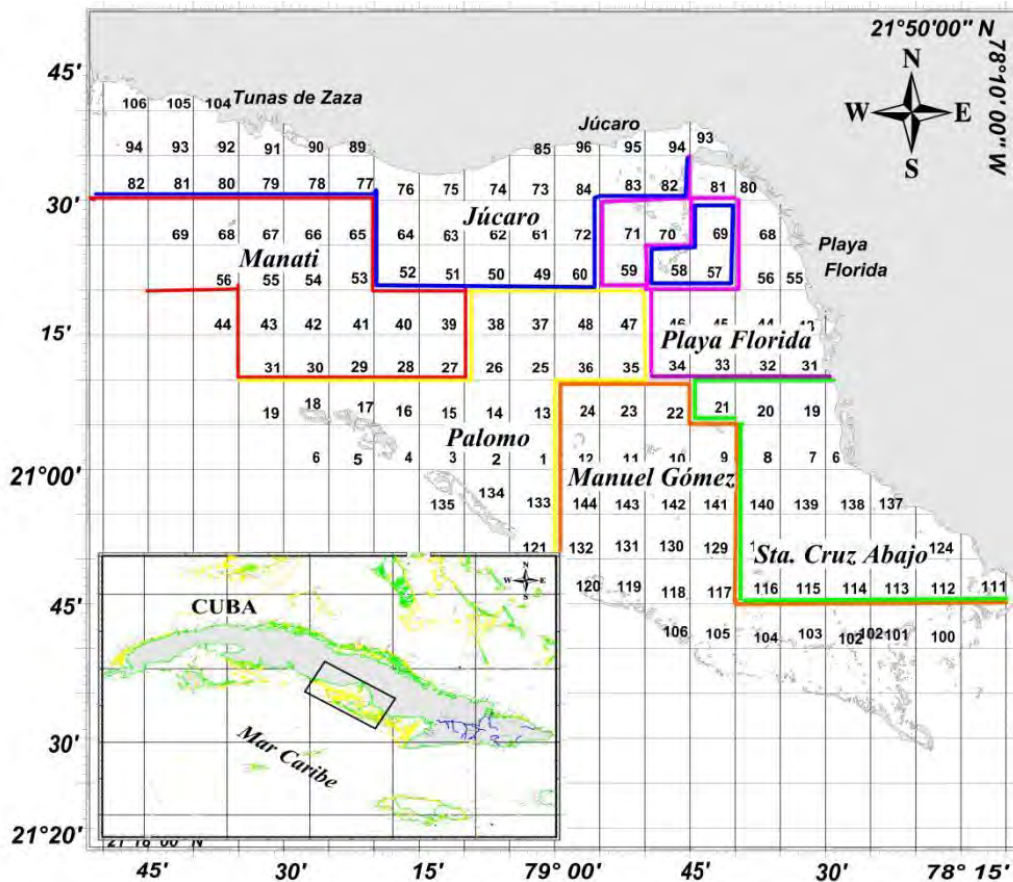 21°50'00" N
78°10'00" W
N
W E
S
45'
106 105 104 Tunas de Zaza
Júcaro
93
94 93 92 91 90 89 85 96 95 94
82 81 80 79 78 77 76 75 74 73 84 83 82 81 80
30'
Júcaro
69 68 67 66 65 64 63 62 61 72 71 70 69 68
Playa
Florida
Manati
56 55 54 53 52 51 50 49 60 59 58 57 56 55
15'
44 43 42 41 40 39 38 37 48 47 46 45 44
Playa Florida
31 30 29 28 27 26 25 36 35 34 33 32 31
19 18 17 16 15 14 13 24 23 22 21 20 19
Palomo
21°00'
6 5 4 3 2 1 12 11 10 9 8 7 6
Manuel Gómez
135 134 133 144 143 142 141 140 139 138 137
121 132 131 130 129 124
Sta. Cruz Abajo
120 119 118 117 116 115 114 113 112 111
45'
106 105 104 103 102 102 101 100
CUBA
N
W E
S
Mar Caribe
30'
21°20'
21°18'00" N
45' 30' 15' 79° 00' 45' 30' 78° 15'